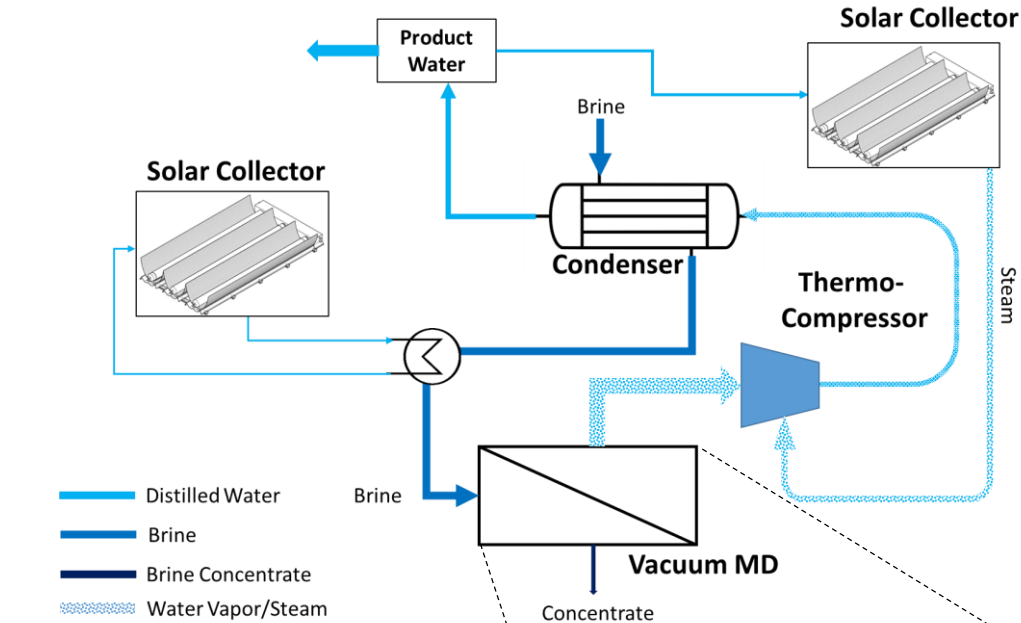 Solar Collector
Product
Water
Brine
Solar Collector
Condenser
Thermo-
Compressor
Steam
Distilled Water
Brine
Brine
Brine Concentrate
Vacuum MD
Water Vapor/Steam
Concentrate